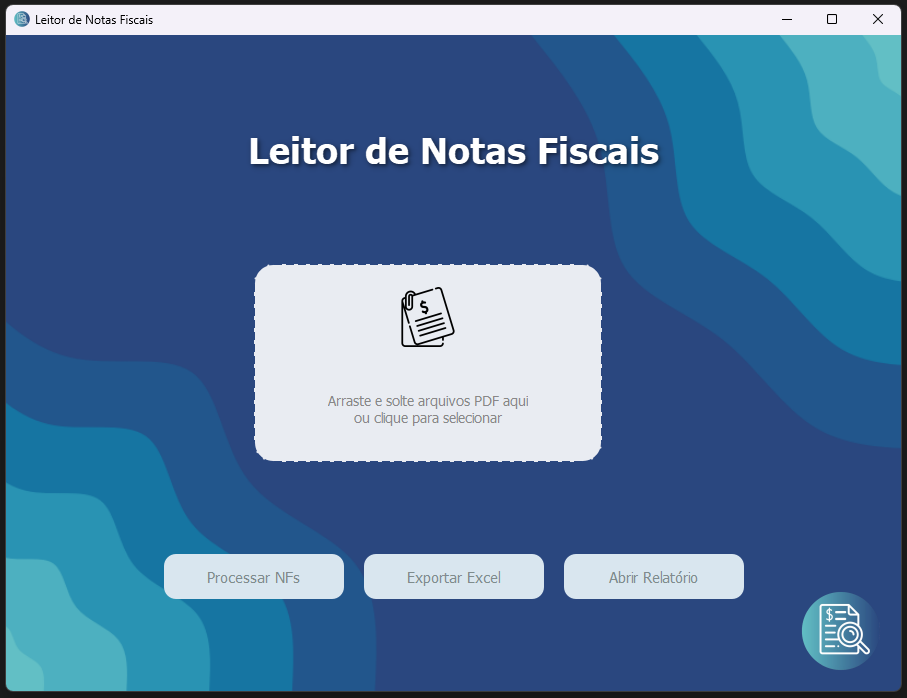 Leitor de Notas Fiscais
Leitor de Notas Fiscais
$
Arraste e solte arquivos PDF aqui
ou clique para selecionar
Processar NFs
Exportar Excel
Abrir Relatório
$